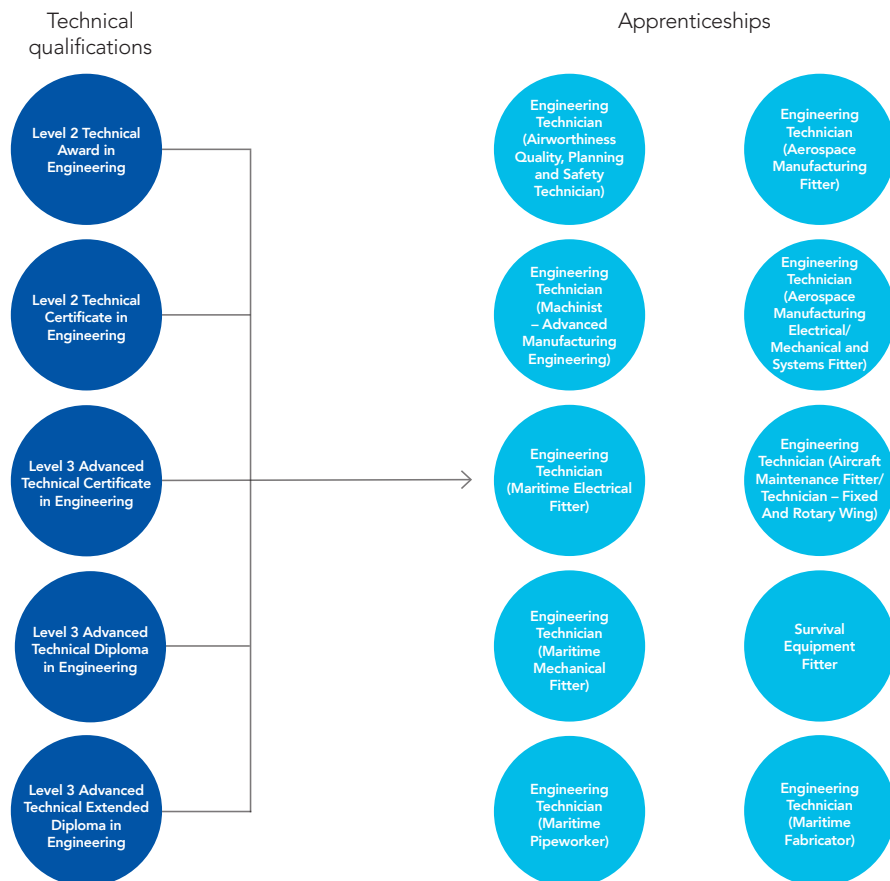 Technical
qualifications
Apprenticeships
Level 2 Technical
Award in
Engineering
Engineering
Technician
(Airworthiness
Quality, Planning
and Safety
Technician)
Engineering
Technician
(Aerospace
Manufacturing
Fitter)
Level 2 Technical
Certificate in
Engineering
Engineering
Technician
(Machinist
– Advanced
Manufacturing
Engineering)
Engineering
Technician
(Aerospace
Manufacturing
Electrical/
Mechanical and
Systems Fitter)
Level 3 Advanced
Technical Certificate
in Engineering
Engineering
Technician
(Maritime Electrical
Fitter)
Engineering
Technician (Aircraft
Maintenance Fitter/
Technician – Fixed
And Rotary Wing)
Level 3 Advanced
Technical Diploma
in Engineering
Engineering
Technician
(Maritime
Mechanical
Fitter)
Survival
Equipment
Fitter
Level 3 Advanced
Technical Extended
Diploma in
Engineering
Engineering
Technician
(Maritime
Pipeworker)
Engineering
Technician
(Maritime
Fabricator)